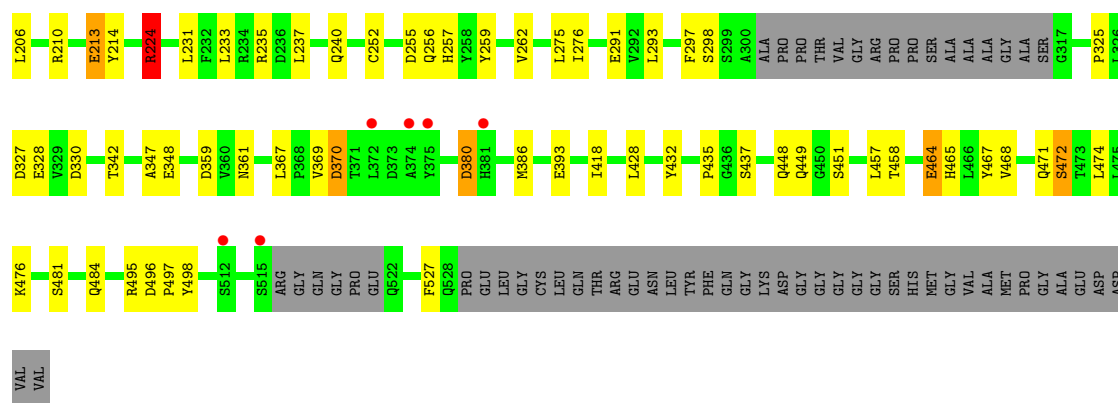 L206 R210 E213 Y214 R224 L231 F232 L233 R234 R235 D236 L237 Q240 C252 D255 Q256 H257 Y258 Y259 V262 L275 I276 E291 V292 L293 F297 S298 S299 A300 ALA PRO PRO THR VAL GLY ARG PRO PRO SER ALA ALA ALA GLY ALA SER G317 P325 L326
D327 E328 V329 D330 T342 A347 E348 D359 V360 N361 L367 P368 V369 D370 T371 L372 D373 A374 Y375 D380 H381 M386 E393 I418 L428 Y432 P435 G436 S437 Q448 Q449 G450 S451 L457 T458 E464 H465 L466 Y467 V468 Q471 S472 T473 L474 L475
K476 S481 Q484 R495 D496 P497 Y498 S512 S515 ARG GLY GLN GLY PRO GLU Q522 F527 Q528 PRO GLU LEU GLY CYS LEU GLN THR ARG GLU ASN LEU TYR PHE GLN GLY LYS ASP GLY GLY GLY GLY GLY SER HIS MET GLY VAL ALA MET PRO GLY ALA GLU ASP ASP
VAL VAL